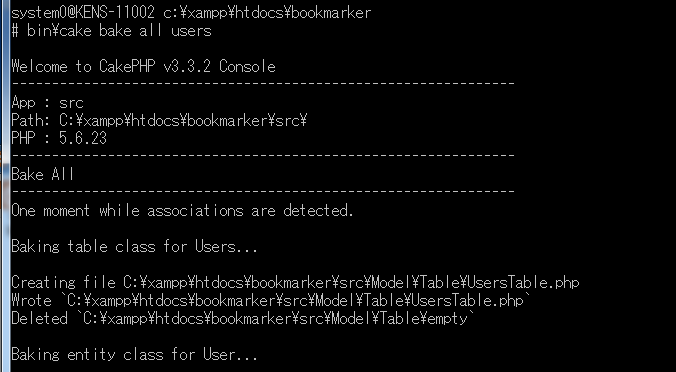 system0@KENS-11002 c:¥xampp¥htdocs¥bookmarker
# bin¥cake bake all users
Welcome to CakePHP v3.3.2 Console
---------------------------------------------------------------
App : src
Path: C:¥xampp¥htdocs¥bookmarker¥src¥
PHP : 5.6.23
---------------------------------------------------------------
Bake All
---------------------------------------------------------------
One moment while associations are detected.
Baking table class for Users...
Creating file C:¥xampp¥htdocs¥bookmarker¥src¥Model¥Table¥UsersTable.php
Wrote `C:¥xampp¥htdocs¥bookmarker¥src¥Model¥Table¥UsersTable.php`
Deleted `C:¥xampp¥htdocs¥bookmarker¥src¥Model¥Table¥empty`
Baking entity class for User...